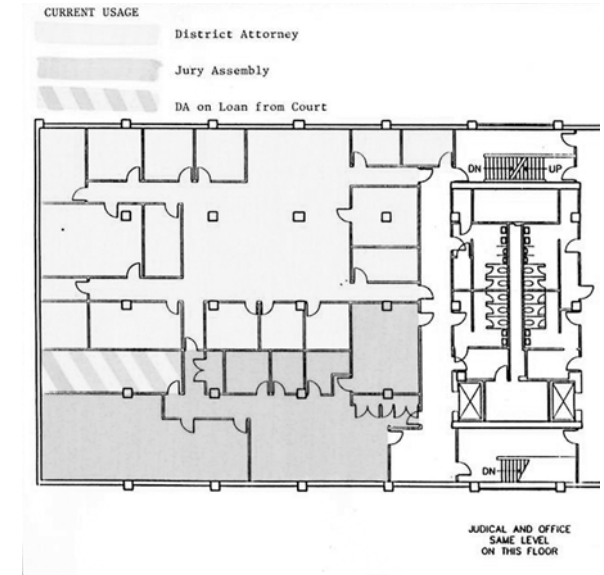 CURRENT USAGE
District Attorney
Jury Assembly
DA on Loan from Court
DN
UP
DN
JUDICAL AND OFFICE
SAME LEVEL
ON THIS FLOOR